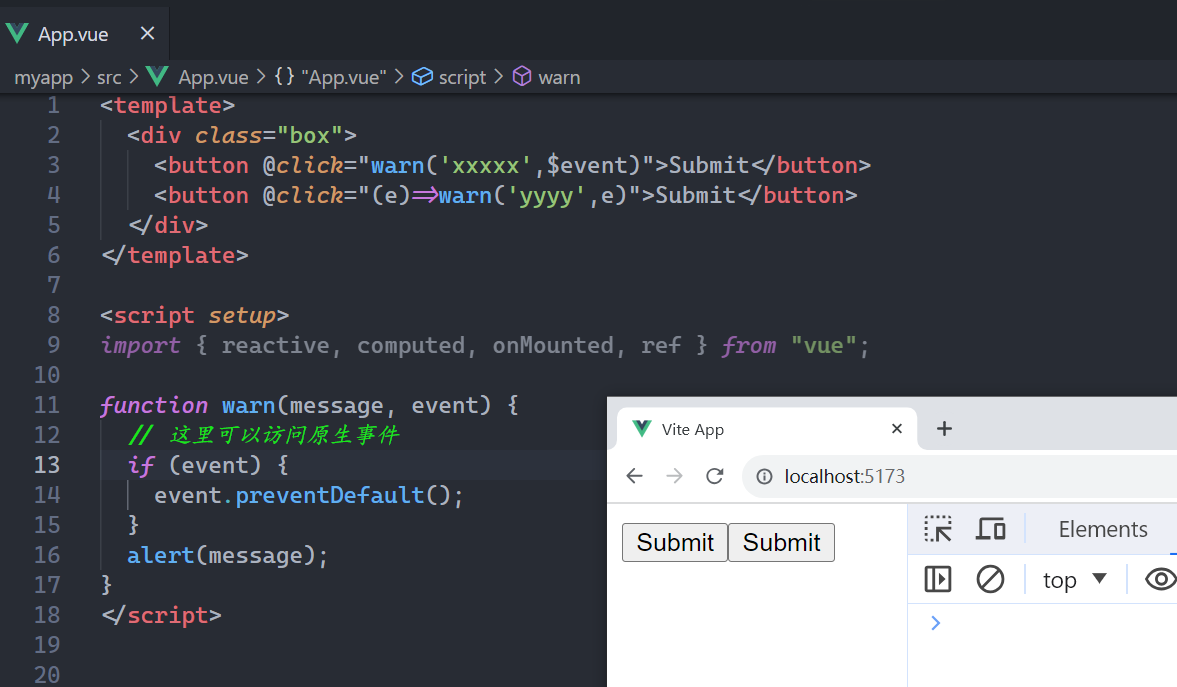 App.vue
myapp > src > App.vue > {} "App.vue" > script > warn
1 <template>
2 <div class="box">
3 <button @click="warn('xxxxx',$event)">Submit</button>
4 <button @click="(e)=>warn('yyyy',e)">Submit</button>
5 </div>
6 </template>
7
8 <script setup>
9 import { reactive, computed, onMounted, ref } from "vue";
10
11 function warn(message, event) {
12 // 这里可以访问原生事件
13 if (event) {
14 event.preventDefault();
15 }
16 alert(message);
17 }
18 </script>
19
20
Vite App
localhost:5173
Submit Submit
Elements
top